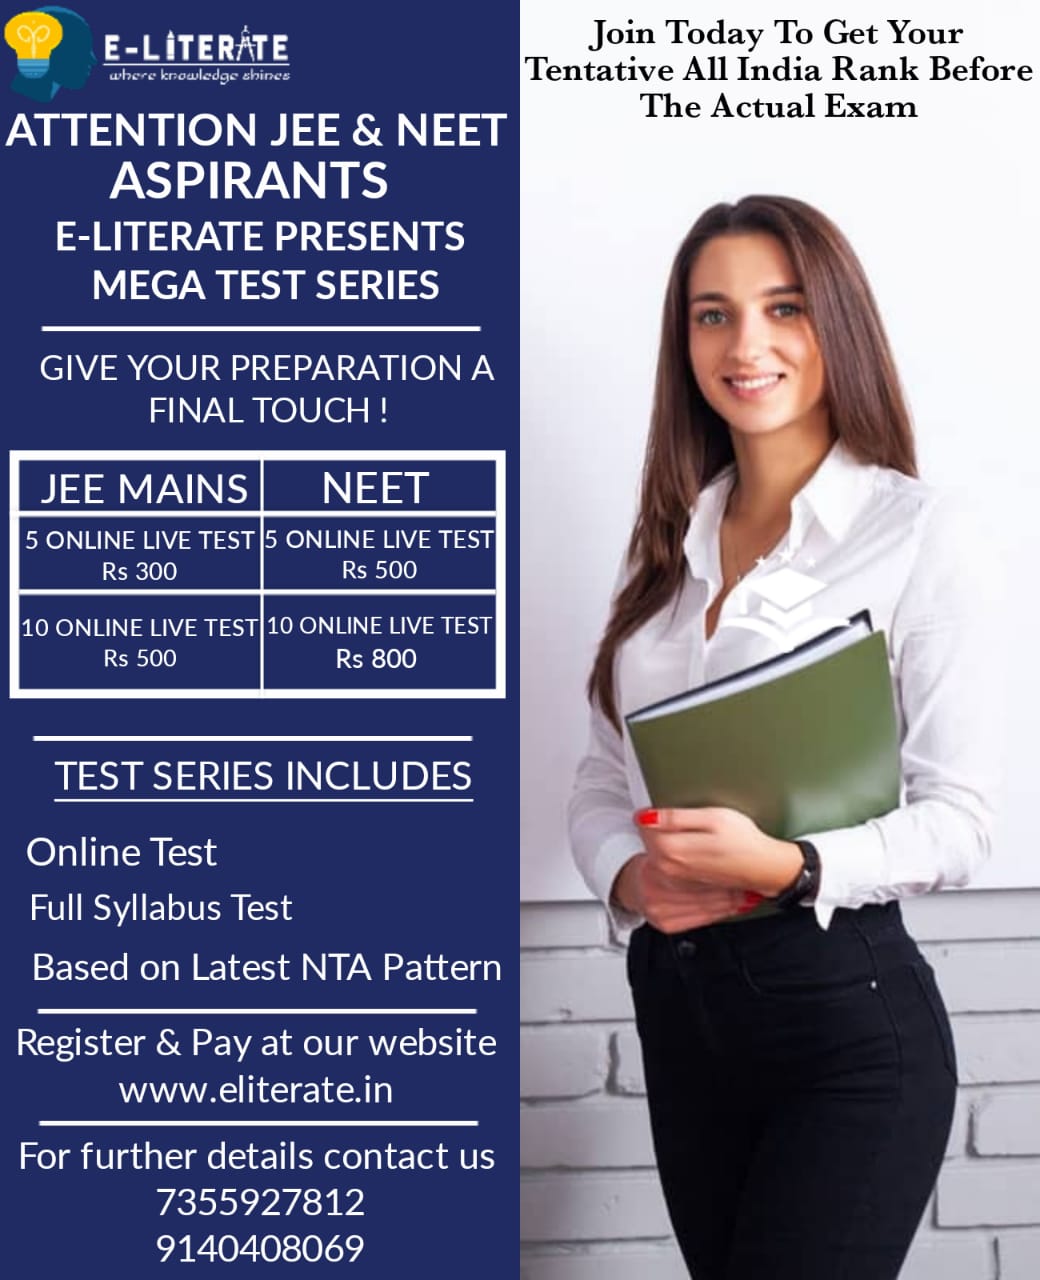 E-LITERATE
where knowledge shines
ATTENTION JEE & NEET
ASPIRANTS
E-LITERATE PRESENTS
MEGA TEST SERIES
GIVE YOUR PREPARATION A
FINAL TOUCH !
JEE MAINS NEET
5 ONLINE LIVE TEST 5 ONLINE LIVE TEST
Rs 300 Rs 500
10 ONLINE LIVE TEST 10 ONLINE LIVE TEST
Rs 500 Rs 800
TEST SERIES INCLUDES
Online Test
Full Syllabus Test
Based on Latest NTA Pattern
Register & Pay at our website
www.eliterate.in
For further details contact us
7355927812
9140408069
Join Today To Get Your
Tentative All India Rank Before
The Actual Exam